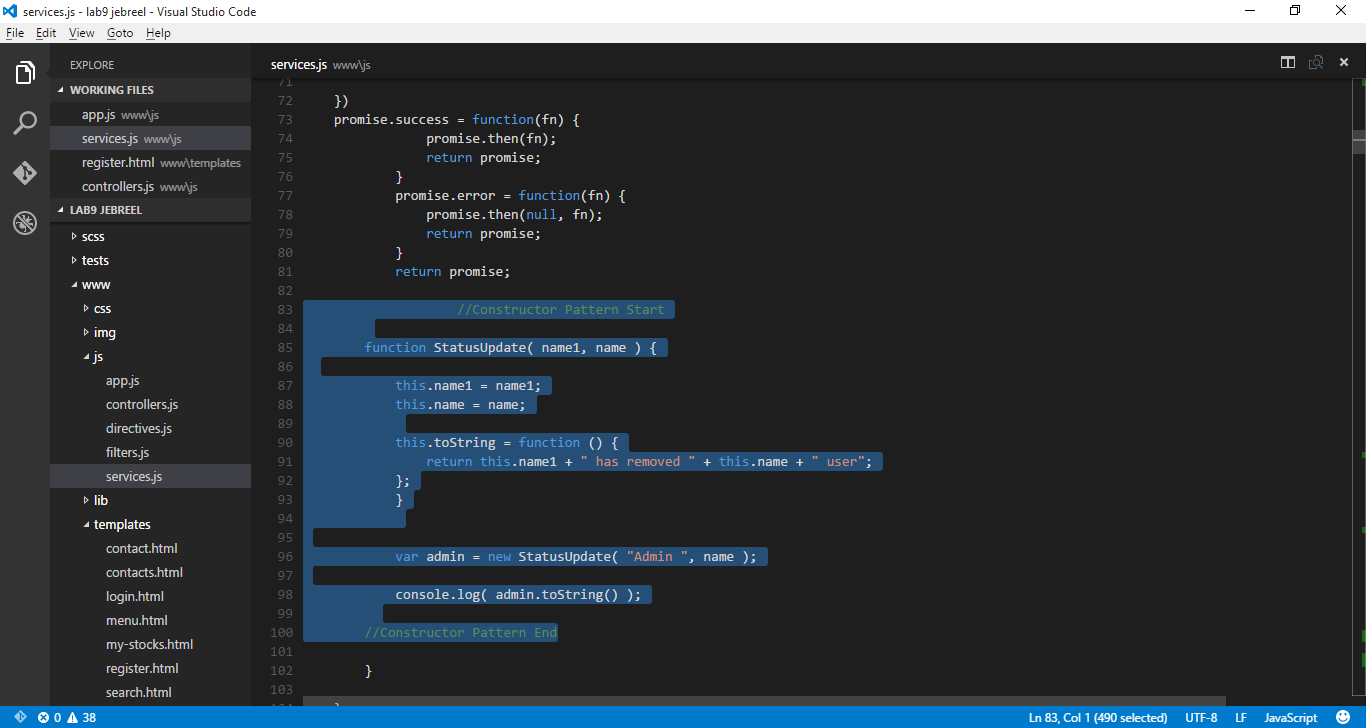 services.js - lab9 jebreel - Visual Studio Code
File Edit View Goto Help
EXPLORE
WORKING FILES
app.js www\js
services.js www\js
register.html www\templates
controllers.js www\js
LAB9 JEBREEL
scss
tests
www
css
img
js
app.js
controllers.js
directives.js
filters.js
services.js
lib
templates
contact.html
contacts.html
login.html
menu.html
my-stocks.html
register.html
search.html
services.js www\js
71
72 })
73 promise.success = function(fn) {
74 promise.then(fn);
75 return promise;
76 }
77 promise.error = function(fn) {
78 promise.then(null, fn);
79 return promise;
80 }
81 return promise;
82
83 //Constructor Pattern Start
84
85 function StatusUpdate( name1, name ) {
86
87 this.name1 = name1;
88 this.name = name;
89
90 this.toString = function () {
91 return this.name1 + " has removed " + this.name + " user";
92 };
93 }
94
95
96 var admin = new StatusUpdate( "Admin ", name );
97
98 console.log( admin.toString() );
99
100 //Constructor Pattern End
101
102 }
103
0 38
Ln 83, Col 1 (490 selected) UTF-8 LF JavaScript